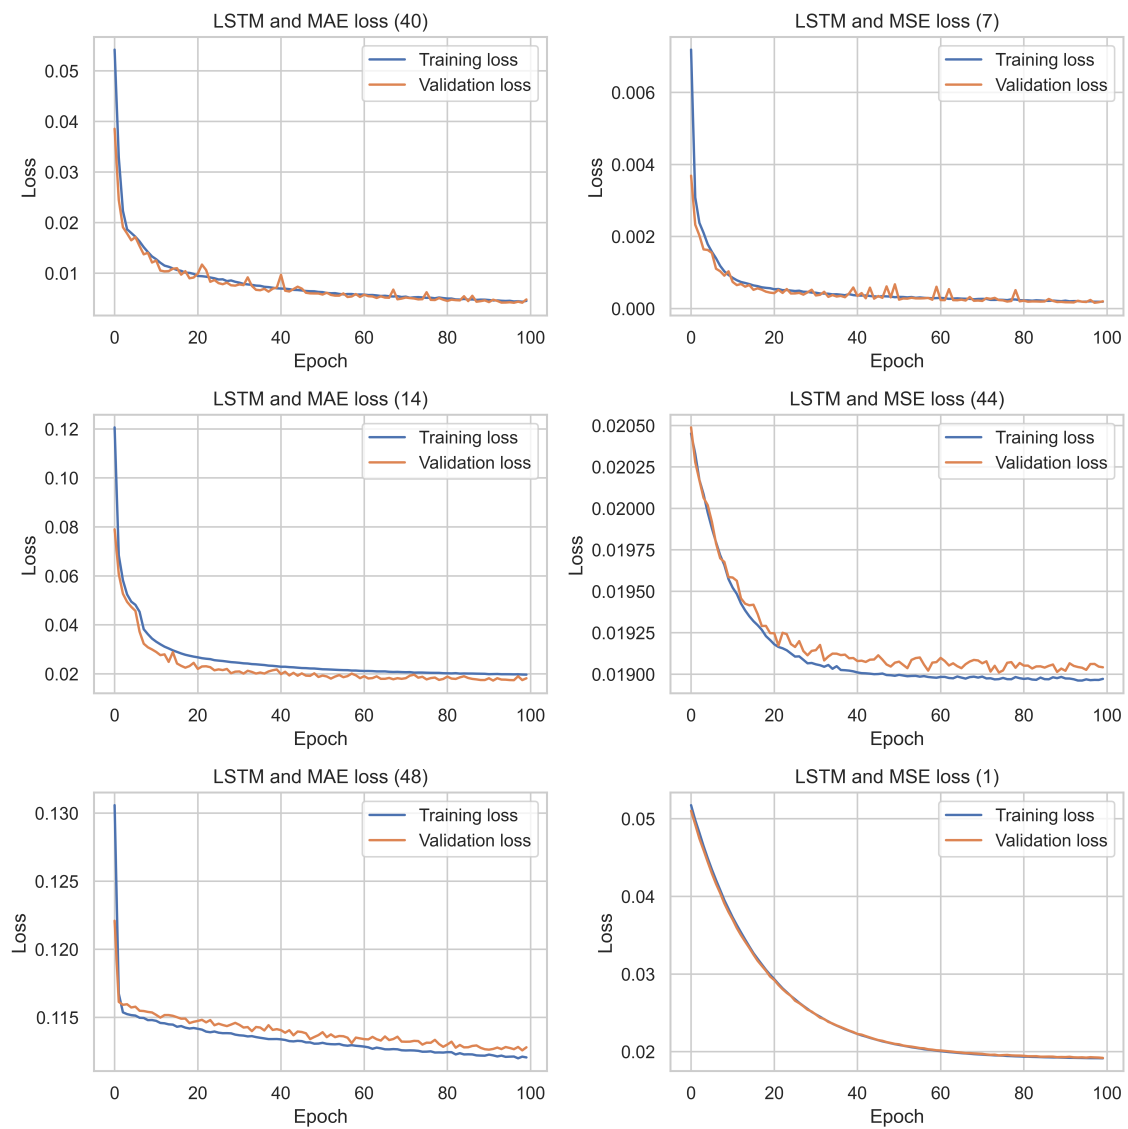 LSTM and MAE loss (40)
Training loss
Validation loss
0.05
0.04
0.03
0.02
0.01
Loss
0 20 40 60 80 100
Epoch
LSTM and MSE loss (7)
Training loss
Validation loss
0.006
0.004
0.002
0.000
Loss
0 20 40 60 80 100
Epoch
LSTM and MAE loss (14)
Training loss
Validation loss
0.12
0.10
0.08
0.06
0.04
0.02
Loss
0 20 40 60 80 100
Epoch
LSTM and MSE loss (44)
Training loss
Validation loss
0.02050
0.02025
0.02000
0.01975
0.01950
0.01925
0.01900
Loss
0 20 40 60 80 100
Epoch
LSTM and MAE loss (48)
Training loss
Validation loss
0.130
0.125
0.120
0.115
Loss
0 20 40 60 80 100
Epoch
LSTM and MSE loss (1)
Training loss
Validation loss
0.05
0.04
0.03
0.02
Loss
0 20 40 60 80 100
Epoch